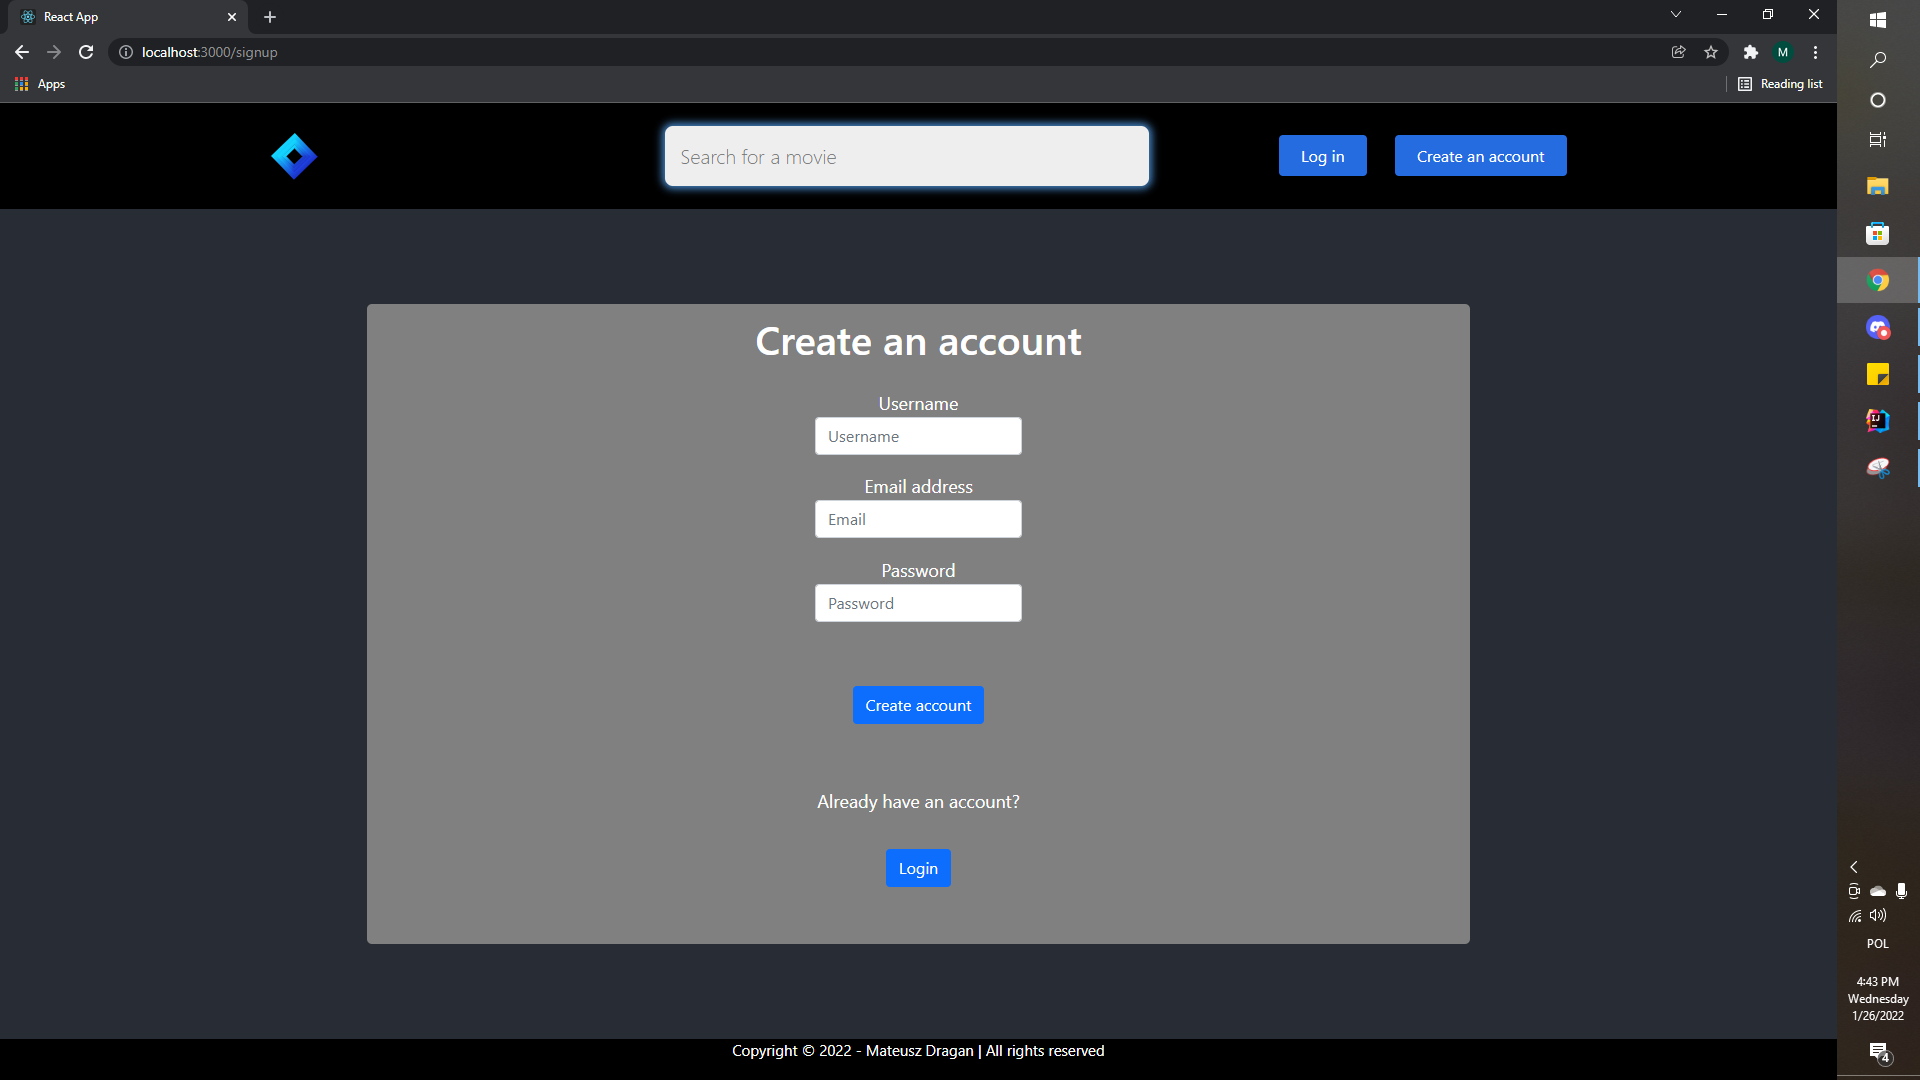 React App
localhost:3000/signup
M
Apps
Reading list
Search for a movie
Log in
Create an account
Create an account
Username
Username
Email address
Email
Password
Password
Create account
Already have an account?
Login
Copyright © 2022 - Mateusz Dragan | All rights reserved
IJ
POL
4:43 PM
Wednesday
1/26/2022
4